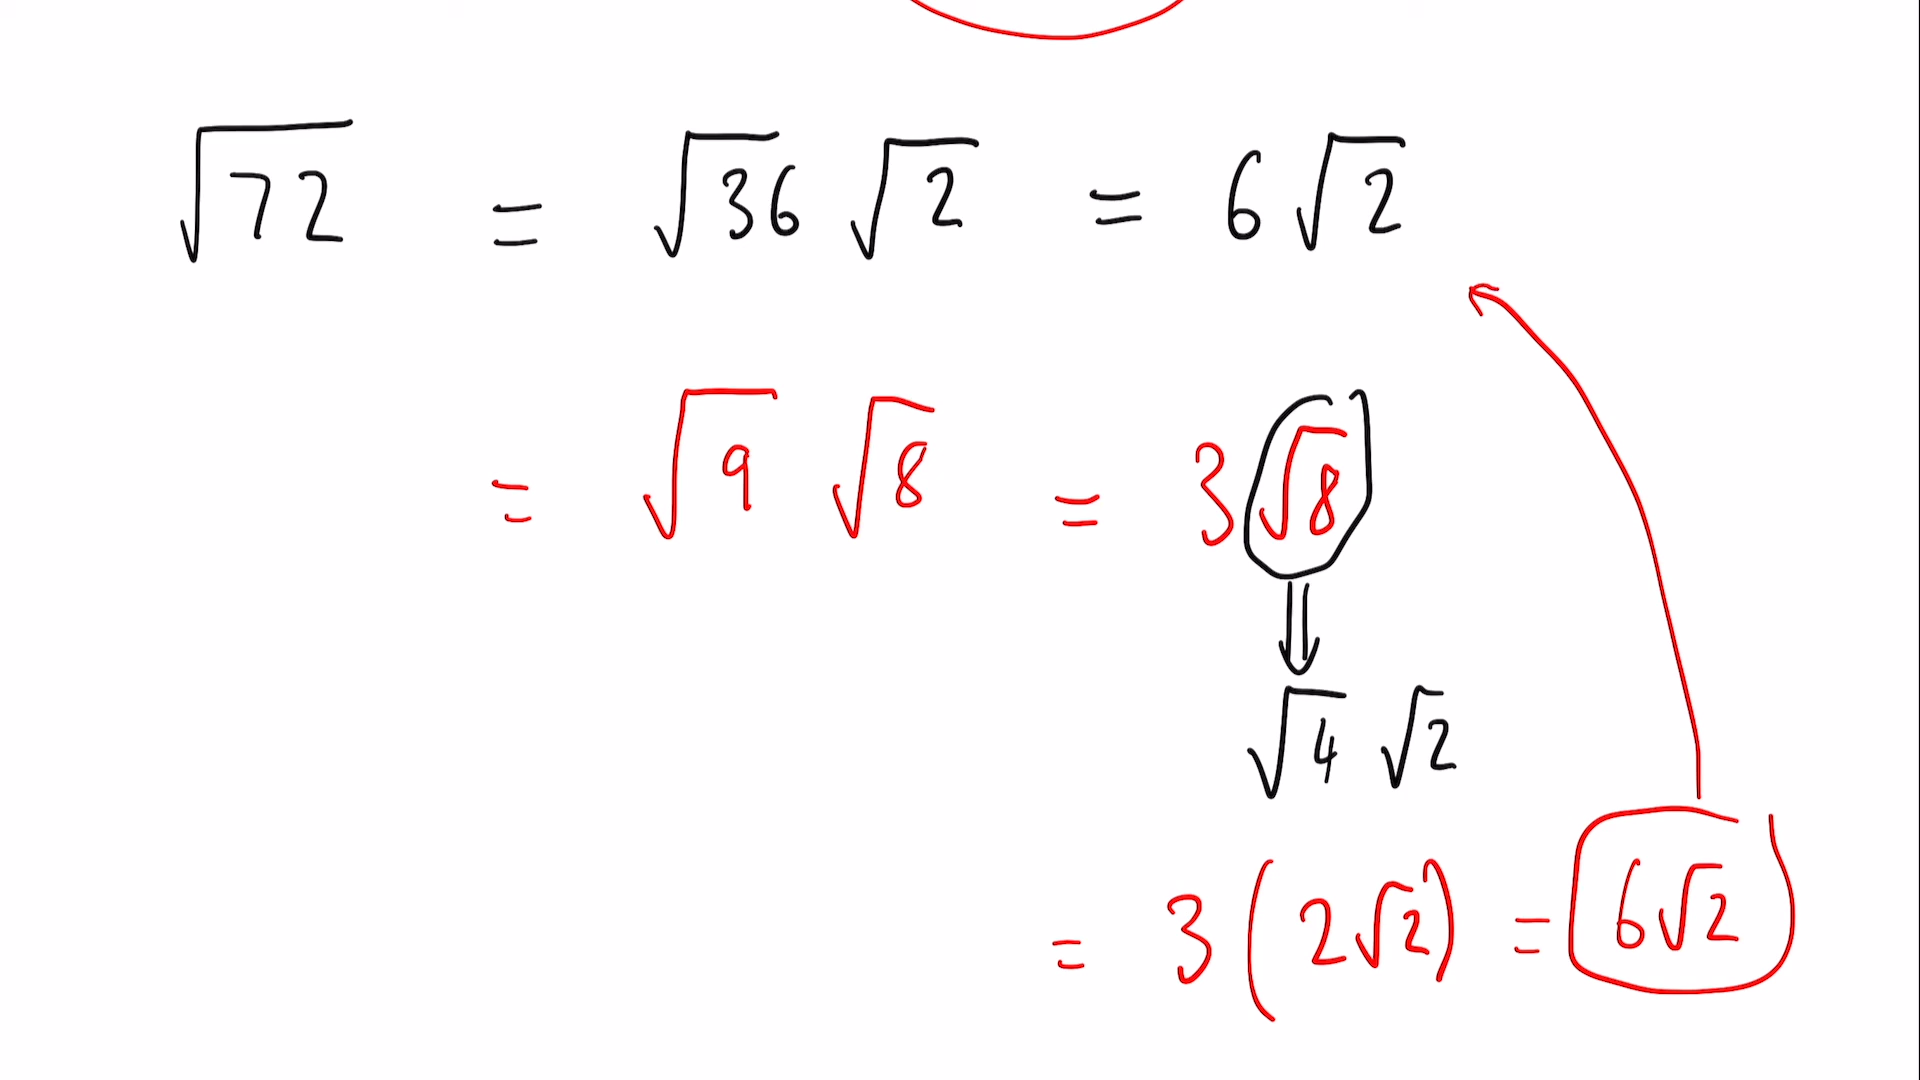 √72 = √36 √2 = 6√2
= √9 √8 = 3√8
√4 √2
= 3(2√2) = 6√2